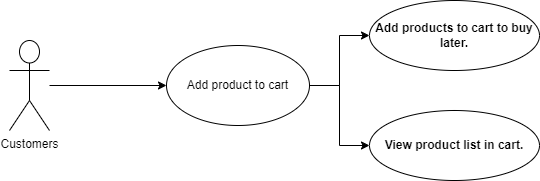 Add products to cart to buy
later.
Add product to cart
Customers
View product list in cart.